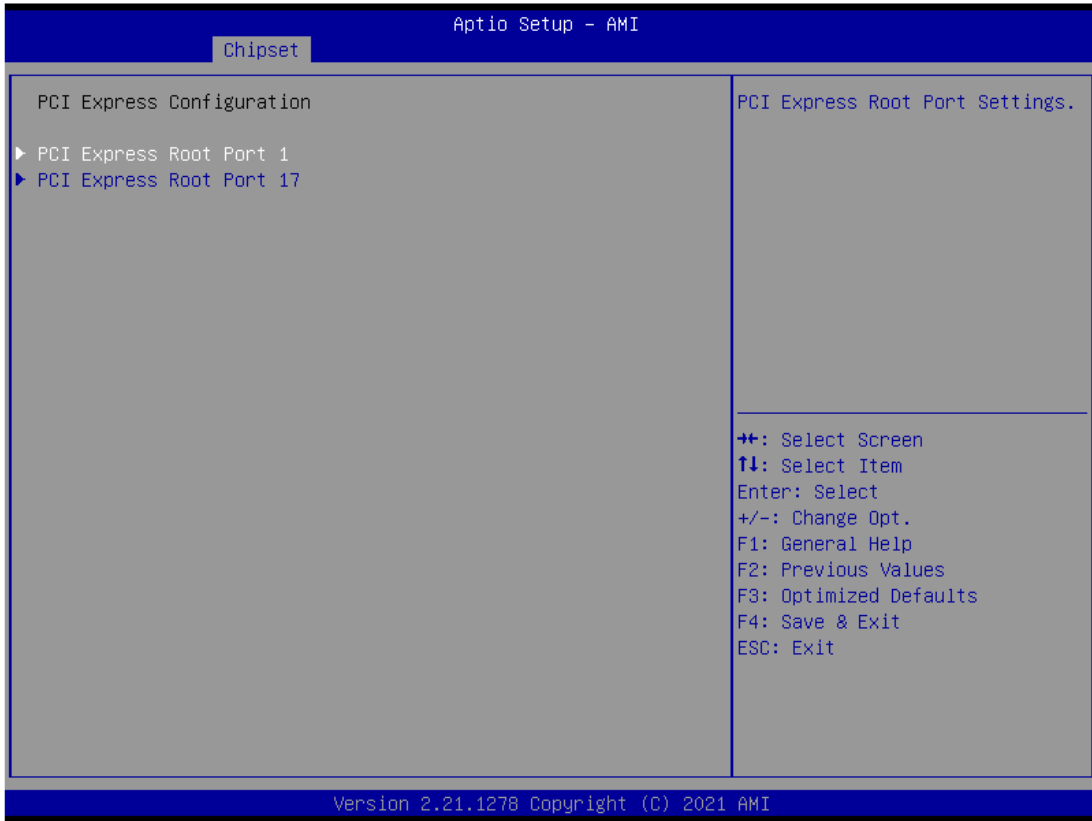 Aptio Setup – AMI
Chipset
PCI Express Configuration
PCI Express Root Port 1
PCI Express Root Port 17
PCI Express Root Port Settings.
→←: Select Screen
↑↓: Select Item
Enter: Select
+/-: Change Opt.
F1: General Help
F2: Previous Values
F3: Optimized Defaults
F4: Save & Exit
ESC: Exit
Version 2.21.1278 Copyright (C) 2021 AMI